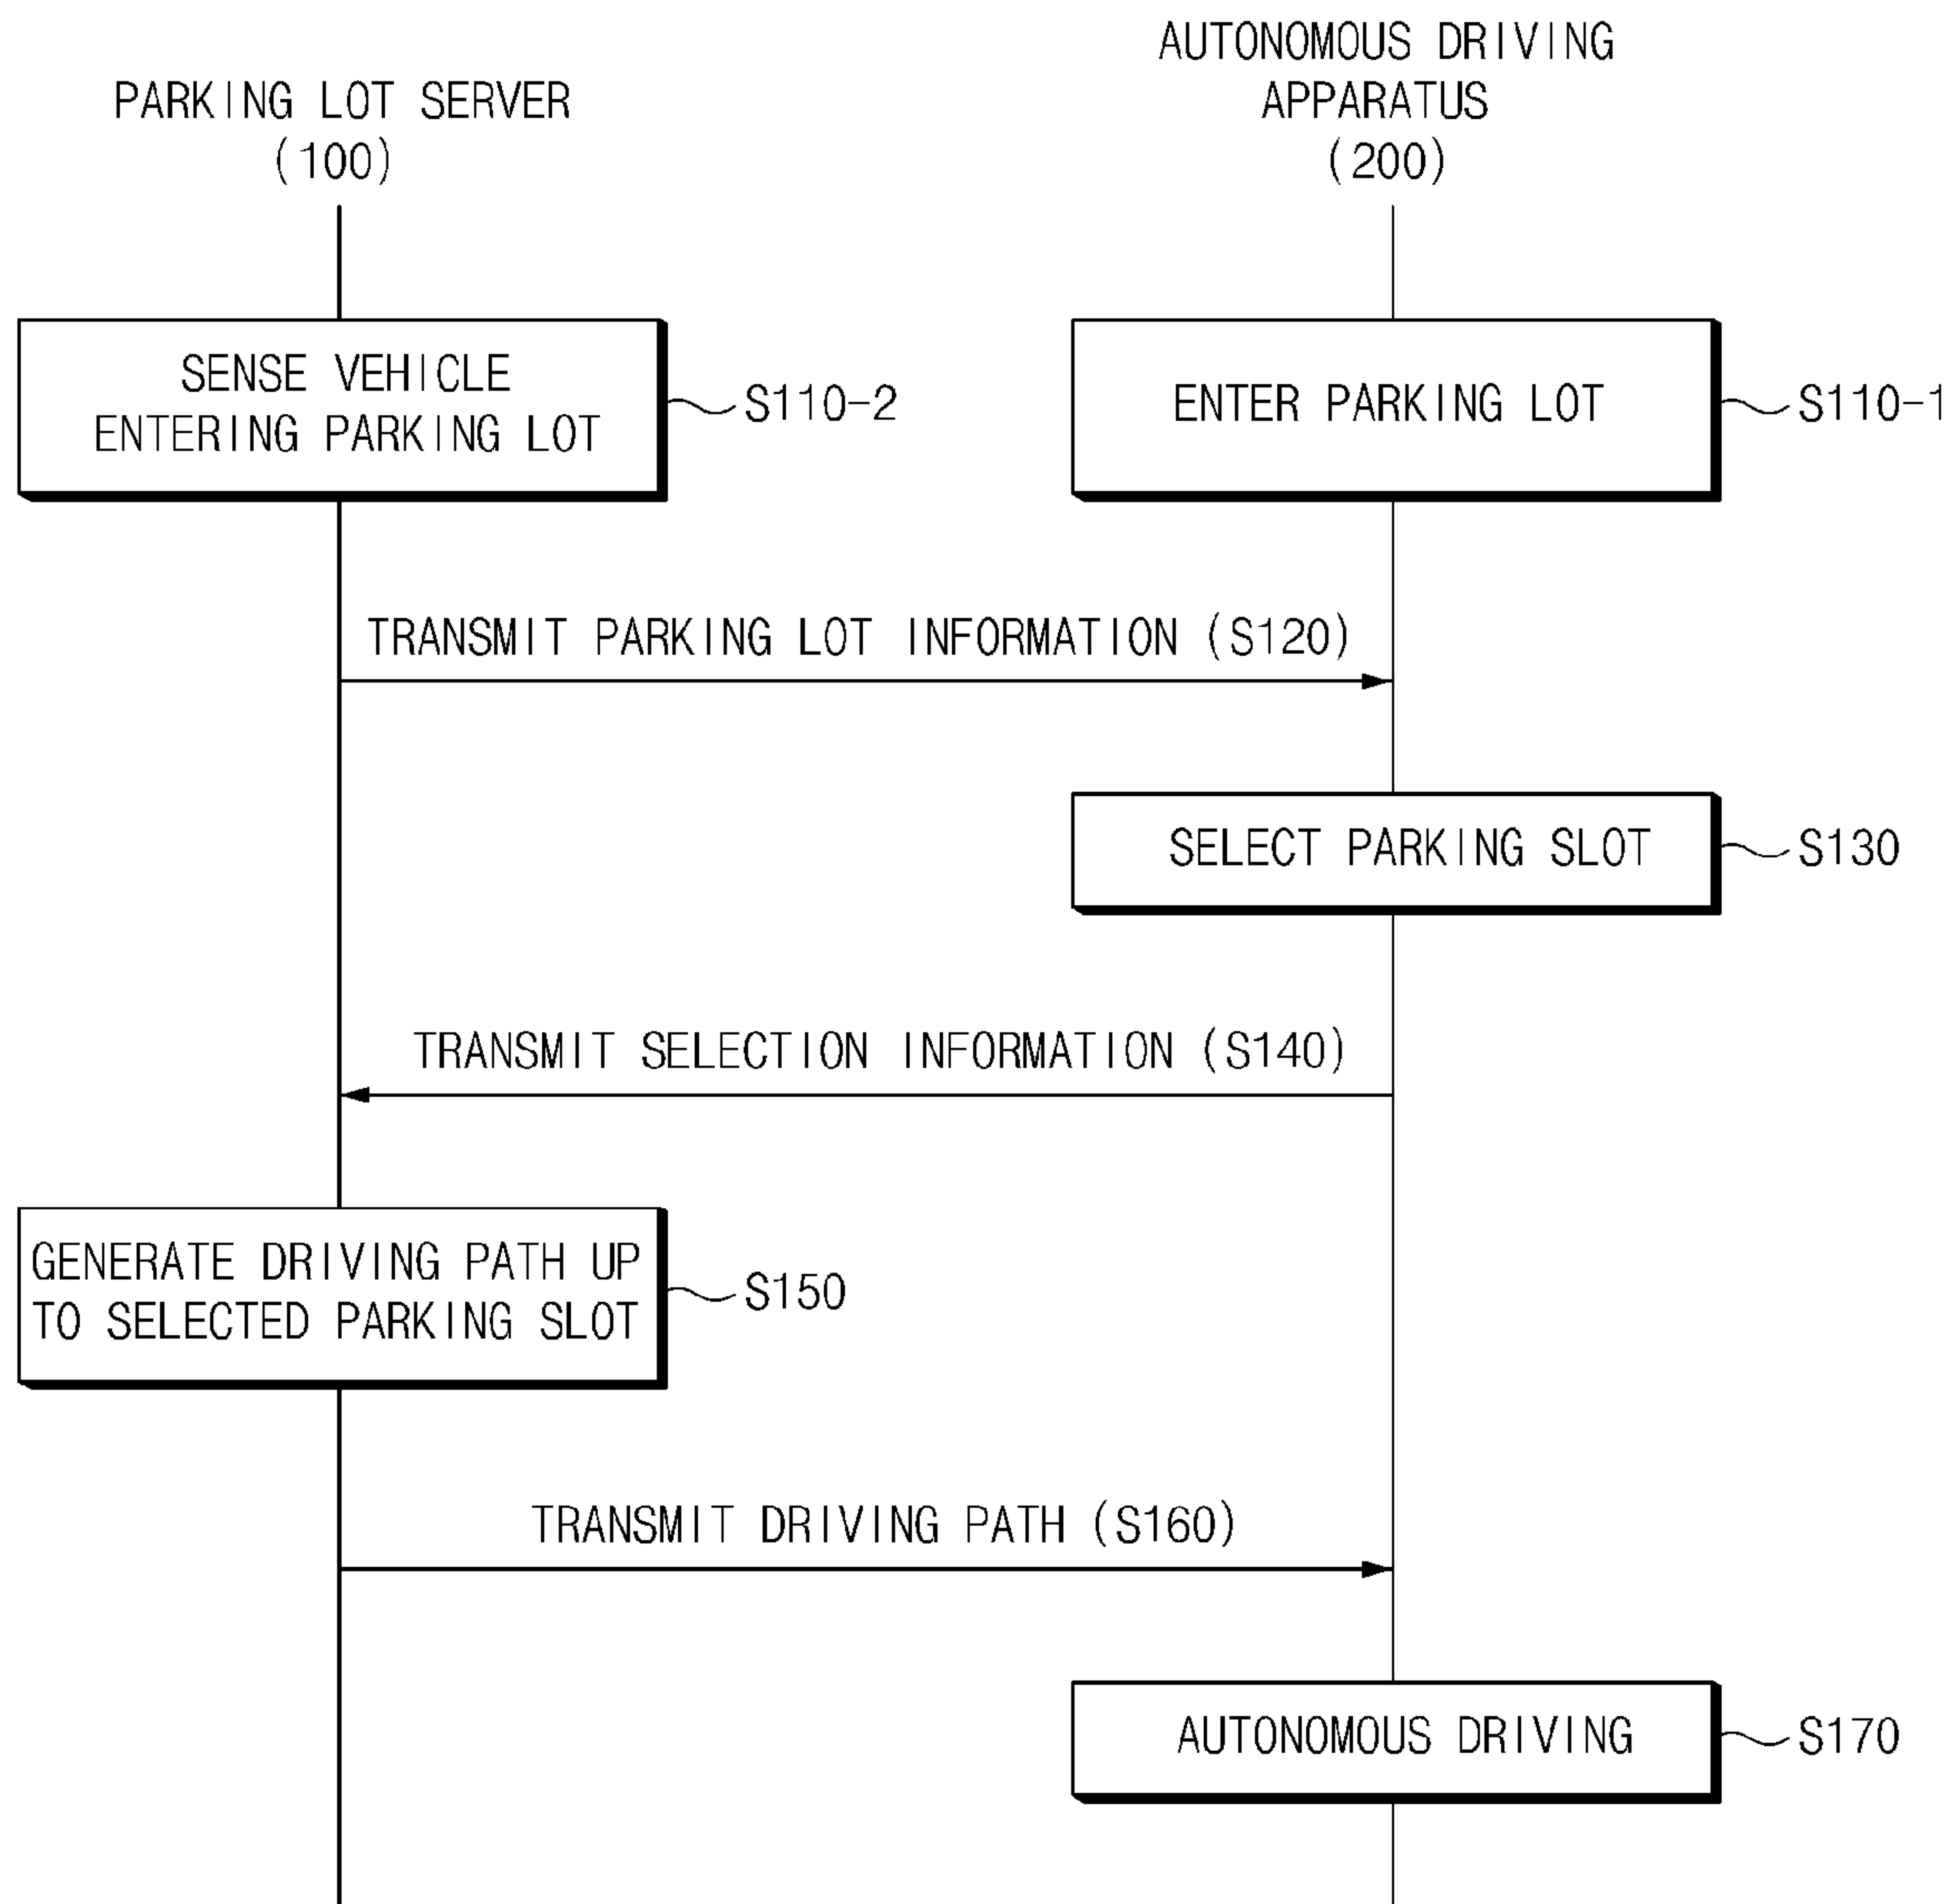 PARKING LOT SERVER
(100)
AUTONOMOUS DRIVING
APPARATUS
(200)
SENSE VEHICLE
ENTERING PARKING LOT
S110-2
ENTER PARKING LOT
S110-1
TRANSMIT PARKING LOT INFORMATION (S120)
SELECT PARKING SLOT
S130
TRANSMIT SELECTION INFORMATION (S140)
GENERATE DRIVING PATH UP
TO SELECTED PARKING SLOT
S150
TRANSMIT DRIVING PATH (S160)
AUTONOMOUS DRIVING
S170